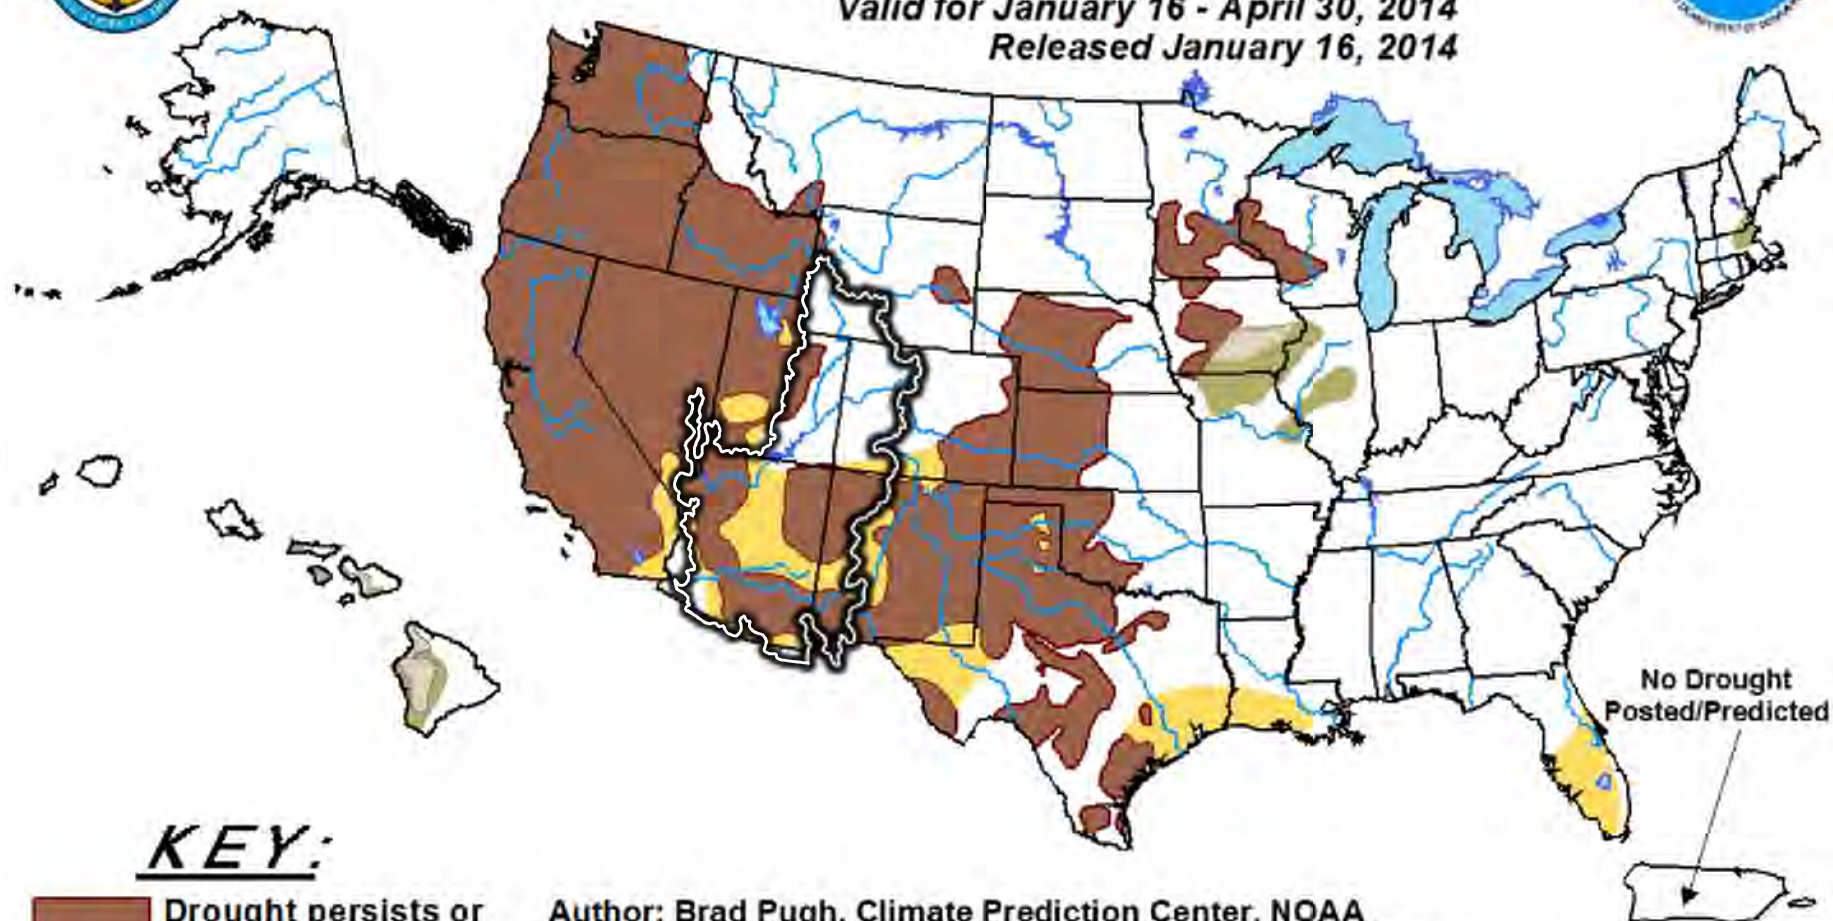 Valid for January 16 - April 30, 2014
Released January 16, 2014
No Drought
Posted/Predicted
KEY:
Drought persists or
Author: Brad Pugh, Climate Prediction Center, NOAA